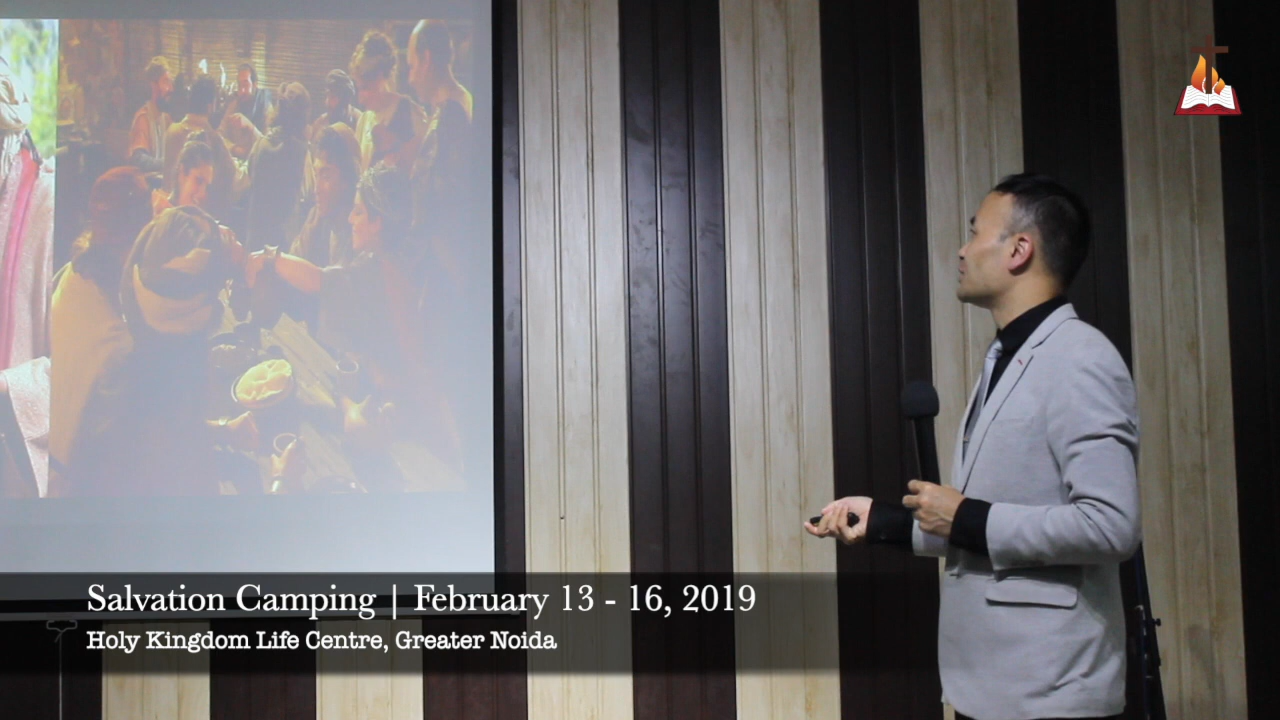 Salvation Camping | February 13 - 16, 2019
Holy Kingdom Life Centre, Greater Noida